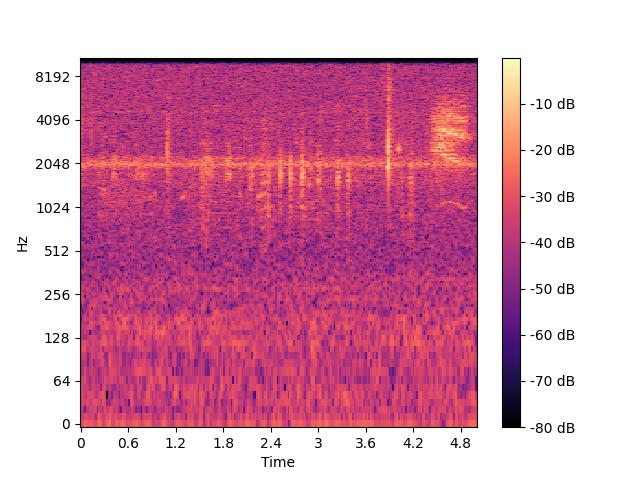 8192
4096
2048
1024
512
256
128
64
0
Hz
0 0.6 1.2 1.8 2.4 3 3.6 4.2 4.8
Time
-10 dB
-20 dB
-30 dB
-40 dB
-50 dB
-60 dB
-70 dB
-80 dB